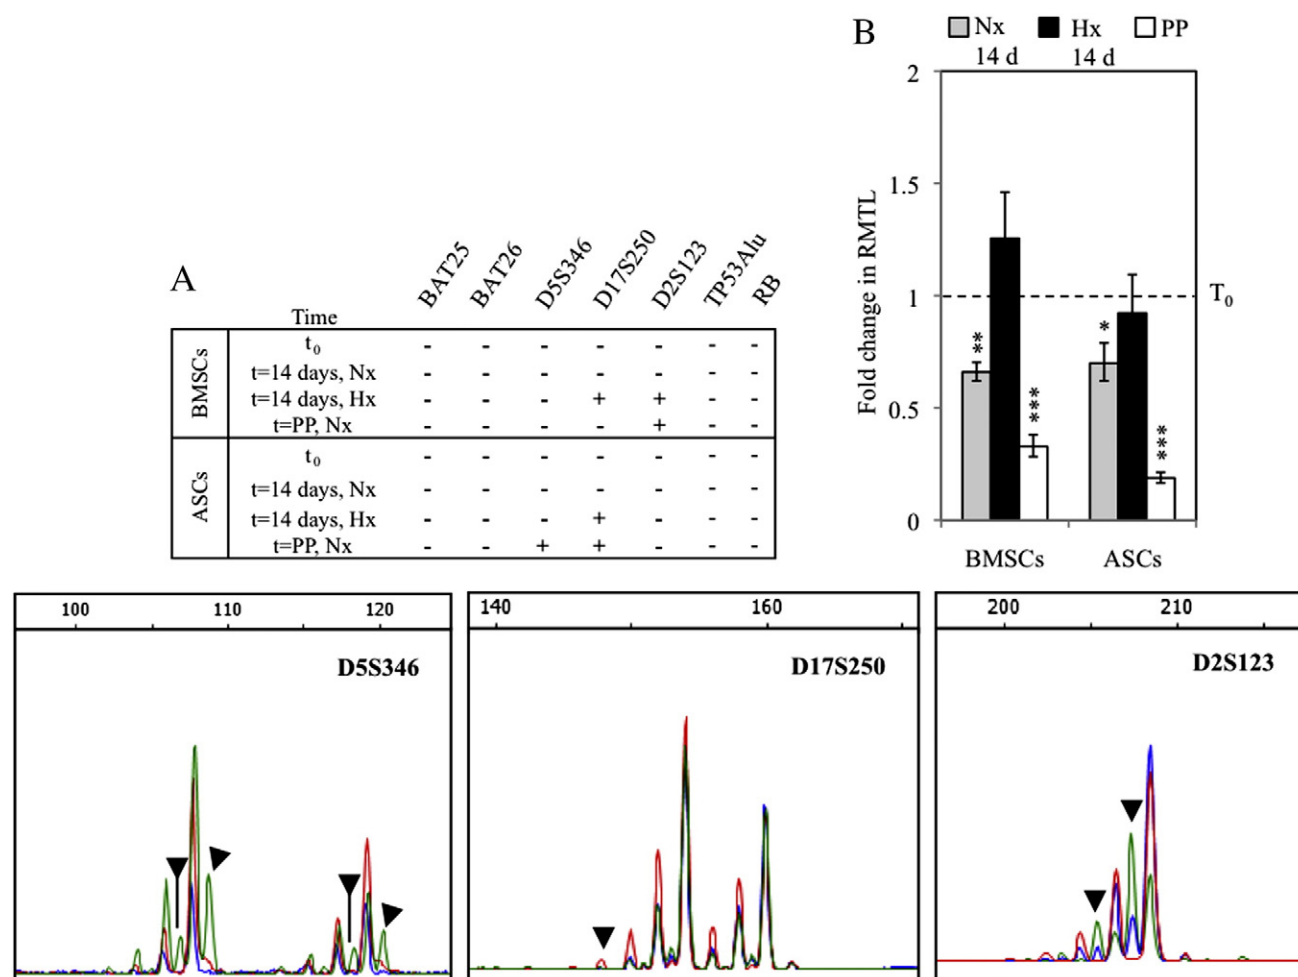 B
Nx Hx PP
14 d 14 d
2
1.5
1
0.5
0
Fold change in RMTL
T0
** *** * ***
BMSCs ASCs
A
BAT25 BAT26 D5S346 D17S250 D2S123 TP53Alu RB
Time
BMSCs
t0 - - - - - - -
t=14 days, Nx - - - - - - -
t=14 days, Hx - - - + + - -
t=PP, Nx - - - - + - -
ASCs
t0 - - - - - - -
t=14 days, Nx - - - - - - -
t=14 days, Hx - - - + - - -
t=PP, Nx - - + + - - -
100 110 120
D5S346
140 160
D17S250
200 210
D2S123